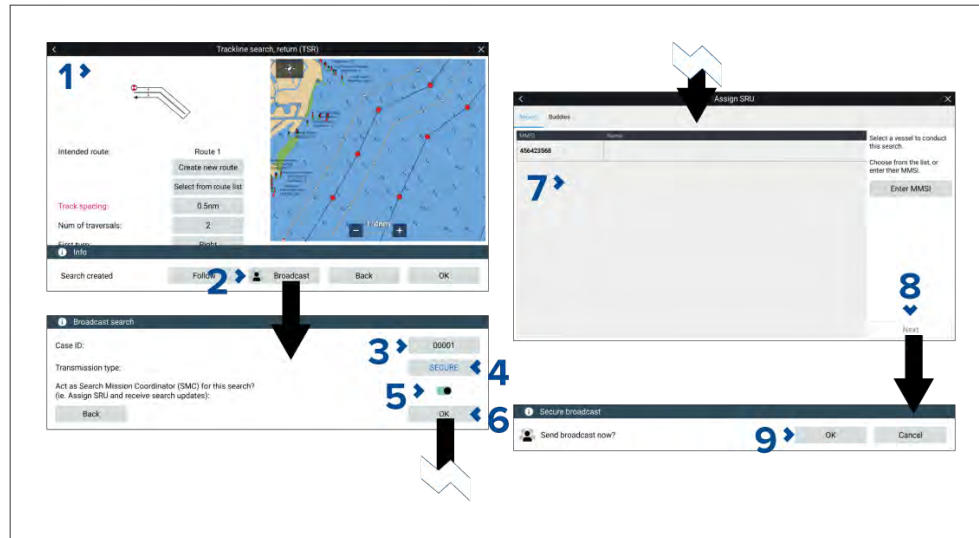 Trackline search, return (TSR)
1
Intended route:
Route 1
Create new route
Select from route list
Track spacing:
0.5nm
Num of traversals:
2
First turn:
Right
Info
Search created
Follow
2
Broadcast
Back
OK
Broadcast search
Case ID:
3
00001
Transmission type:
SECURE
4
Act as Search Mission Coordinator (SMC) for this search?
(ie. Assign SRU and receive search updates):
5
Back
OK
6
Assign SRU
Buddies
MMSI
Name
456423568
7
Select a vessel to conduct
this search.
Choose from the list, or
enter their MMSI.
Enter MMSI
8
Next
Secure broadcast
Send broadcast now?
9
OK
Cancel